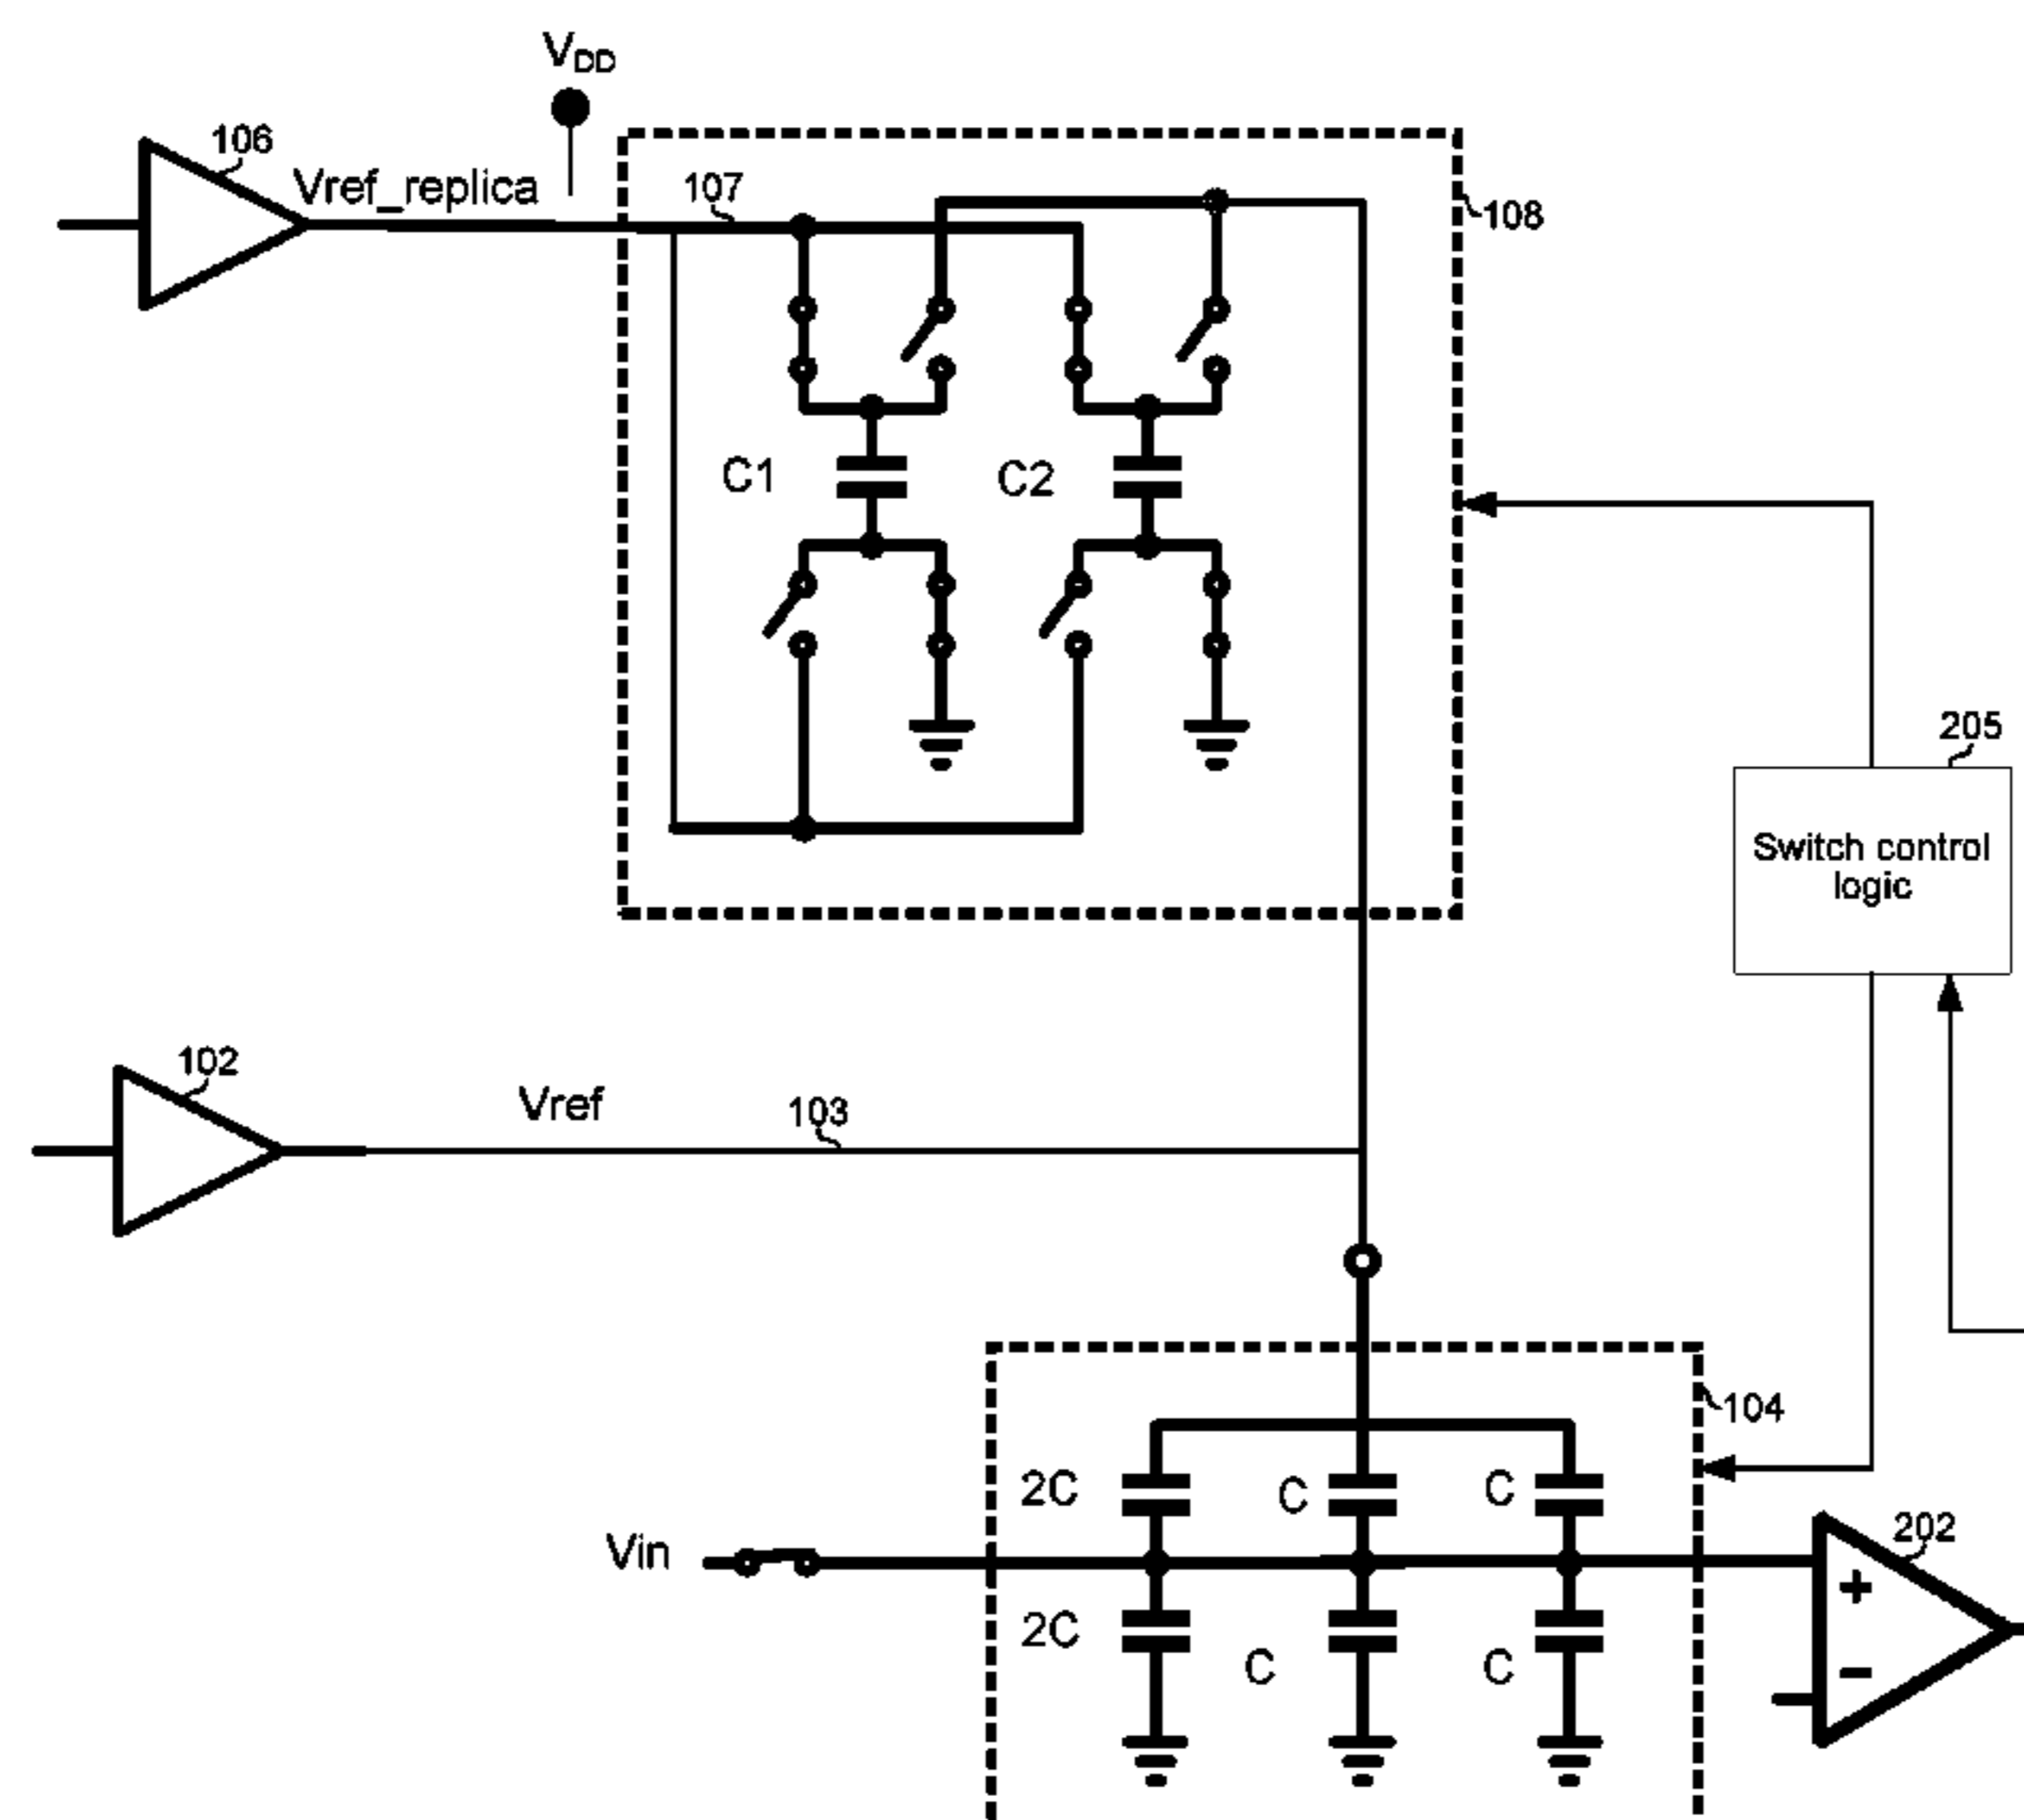 VDD
106
Vref_replica
107
108
C1
C2
205
Switch control
logic
102
Vref
103
104
2C
C
C
202
Vin
+
2C
C
C
−